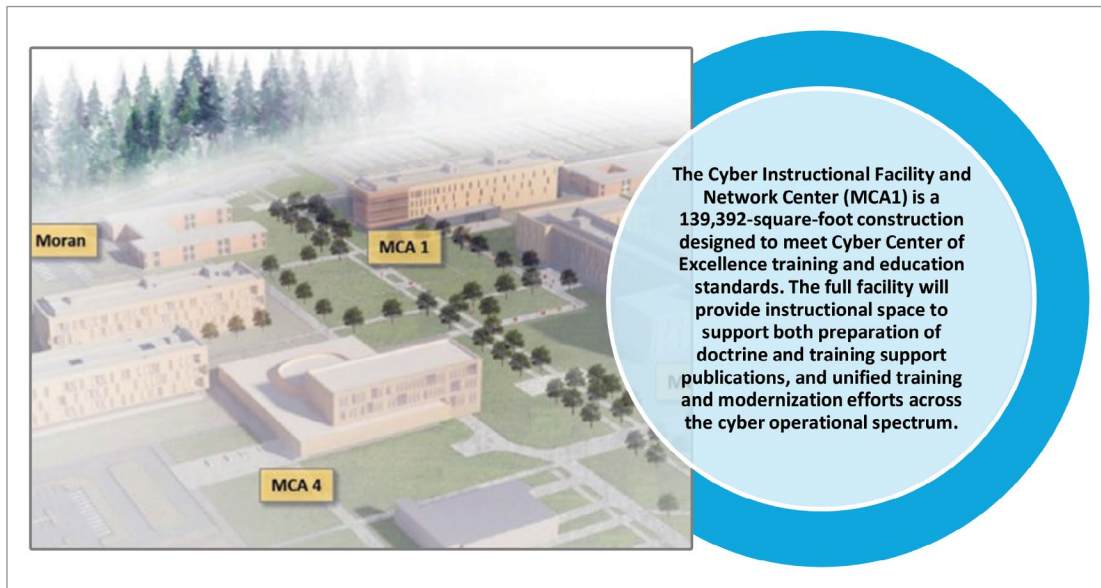 Moran
MCA 1
MCA 4
The Cyber Instructional Facility and
Network Center (MCA1) is a
139,392-square-foot construction
designed to meet Cyber Center of
Excellence training and education
standards. The full facility will
provide instructional space to
support both preparation of
doctrine and training support
publications, and unified training
and modernization efforts across
the cyber operational spectrum.